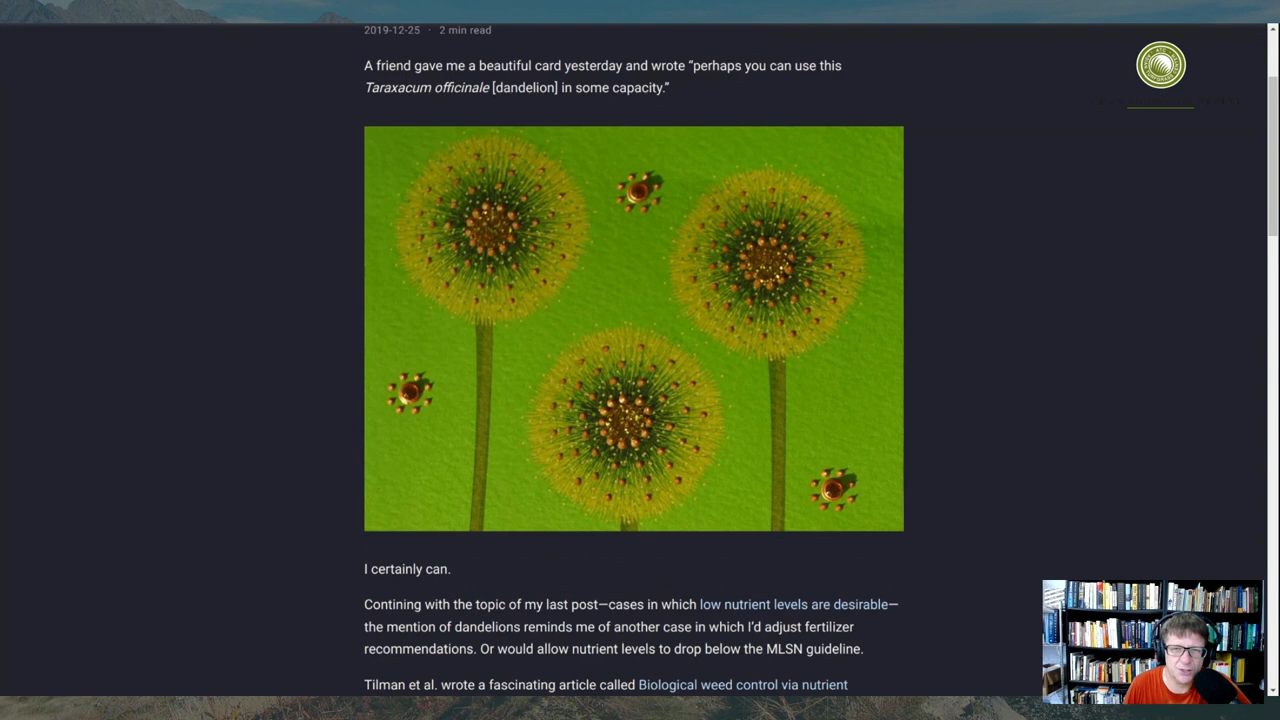 2019-12-25 · 2 min read
A friend gave me a beautiful card yesterday and wrote “perhaps you can use this
Taraxacum officinale [dandelion] in some capacity.”
I certainly can.
Contining with the topic of my last post—cases in which low nutrient levels are desirable—
the mention of dandelions reminds me of another case in which I’d adjust fertilizer
recommendations. Or would allow nutrient levels to drop below the MLSN guideline.
Tilman et al. wrote a fascinating article called Biological weed control via nutrient